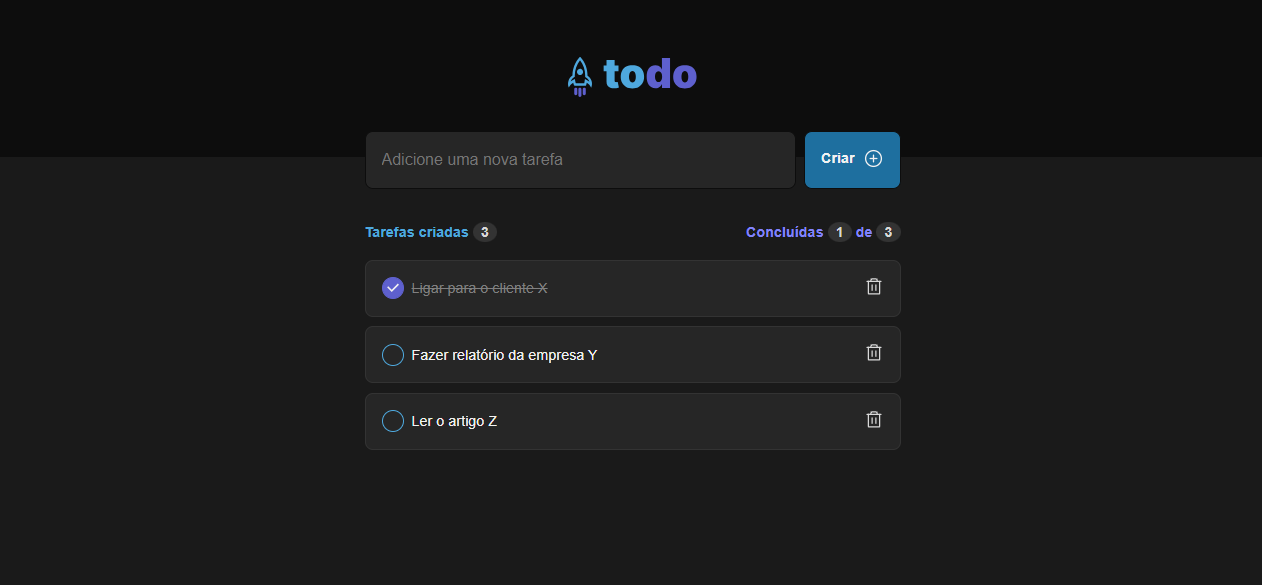 todo
Adicione uma nova tarefa
Criar
Tarefas criadas 3
Concluídas 1 de 3
Ligar para o cliente X
Fazer relatório da empresa Y
Ler o artigo Z